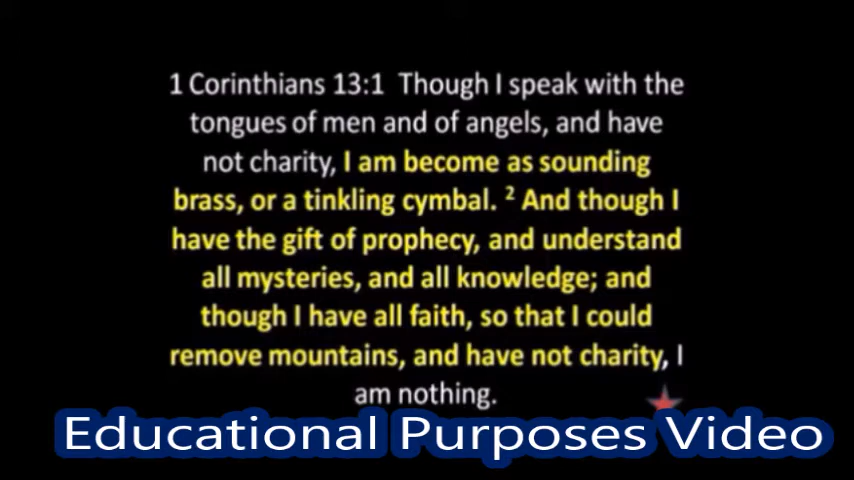 1 Corinthians 13:1 Though I speak with the
tongues of men and of angels, and have
not charity, I am become as sounding
brass, or a tinkling cymbal. ² And though I
have the gift of prophecy, and understand
all mysteries, and all knowledge; and
though I have all faith, so that I could
remove mountains, and have not charity, I
am nothing.
Educational Purposes Video